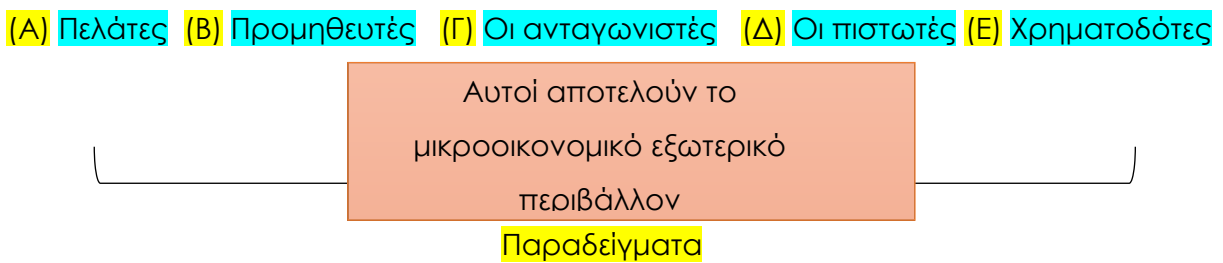 (Α) Πελάτες (Β) Προμηθευτές (Γ) Οι ανταγωνιστές (Δ) Οι πιστωτές (Ε) Χρηματοδότες
Αυτοί αποτελούν το
μικροοικονομικό εξωτερικό
περιβάλλον
Παραδείγματα